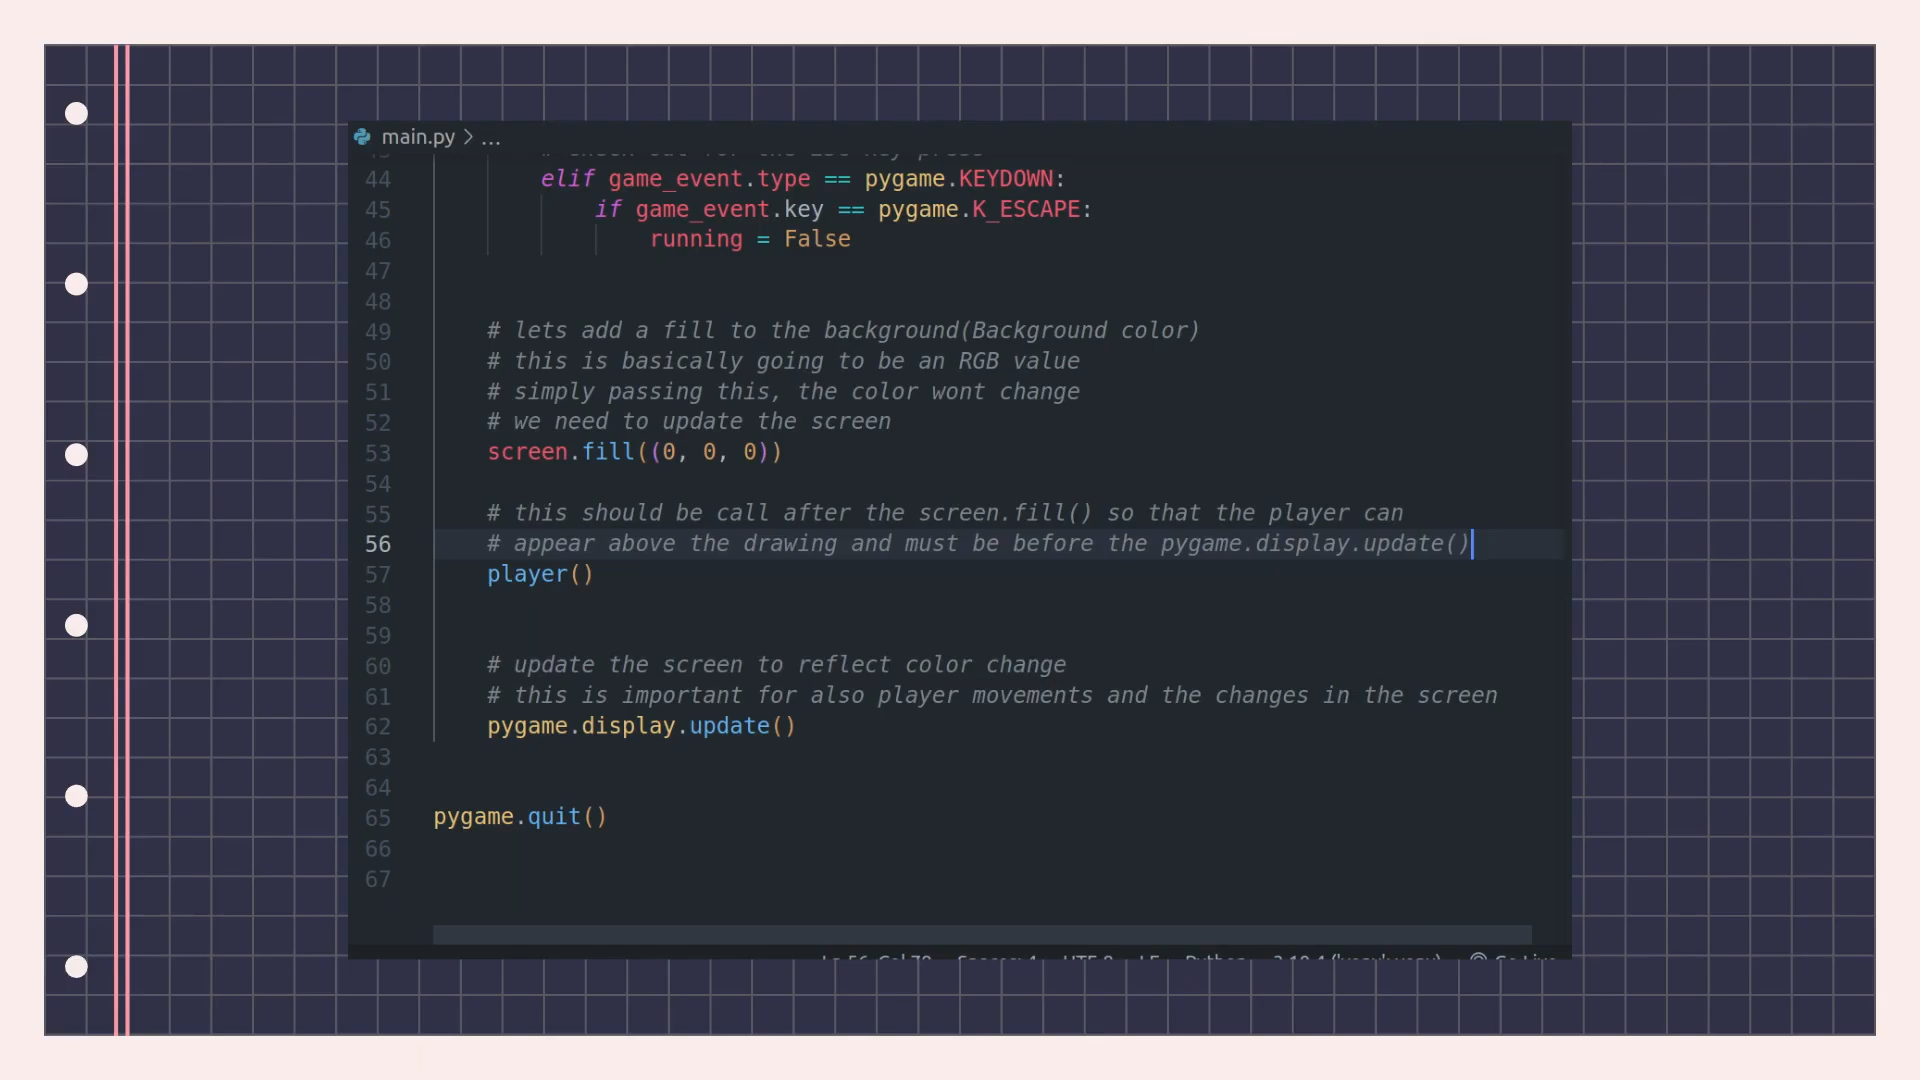 main.py > ...
44 elif game_event.type == pygame.KEYDOWN:
45 if game_event.key == pygame.K_ESCAPE:
46 running = False
47
48
49 # lets add a fill to the background(Background color)
50 # this is basically going to be an RGB value
51 # simply passing this, the color wont change
52 # we need to update the screen
53 screen.fill((0, 0, 0))
54
55 # this should be call after the screen.fill() so that the player can
56 # appear above the drawing and must be before the pygame.display.update()
57 player()
58
59
60 # update the screen to reflect color change
61 # this is important for also player movements and the changes in the screen
62 pygame.display.update()
63
64
65 pygame.quit()
66
67